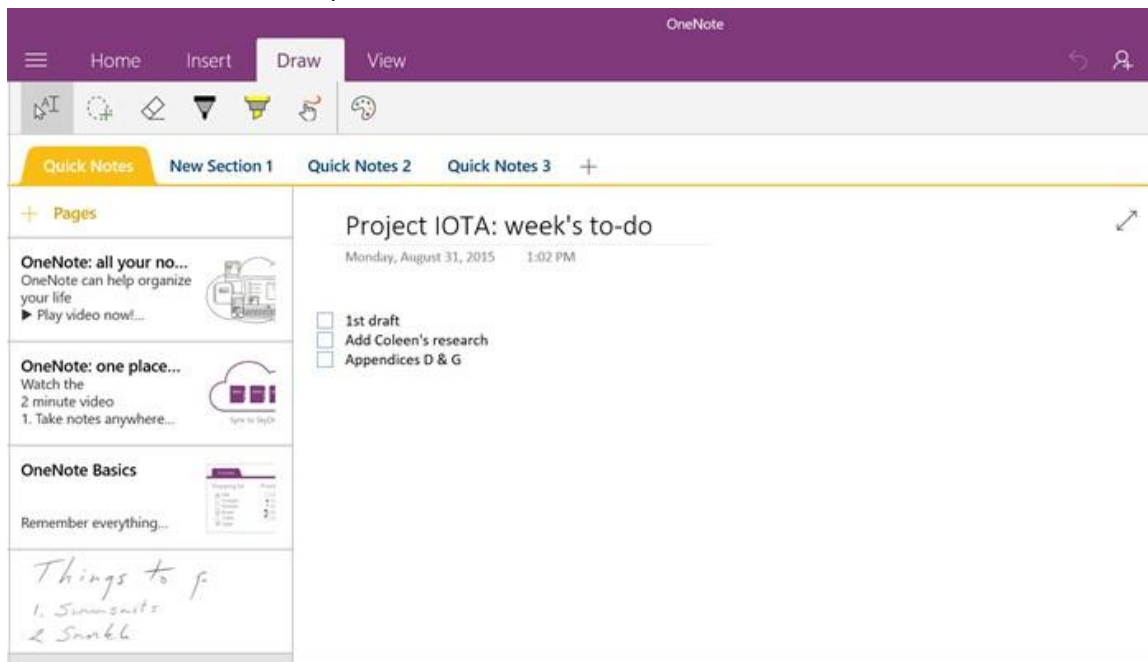 OneNote
Home Insert Draw View
Quick Notes New Section 1 Quick Notes 2 Quick Notes 3
Pages
OneNote: all your no...
OneNote can help organize
your life
▶ Play video now!...
OneNote: one place...
Watch the
2 minute video
1. Take notes anywhere...
OneNote Basics
Remember everything...
Things to
1.
2
Project IOTA: week's to-do
Monday, August 31, 2015 1:02 PM
1st draft
Add Coleen's research
Appendices D & G